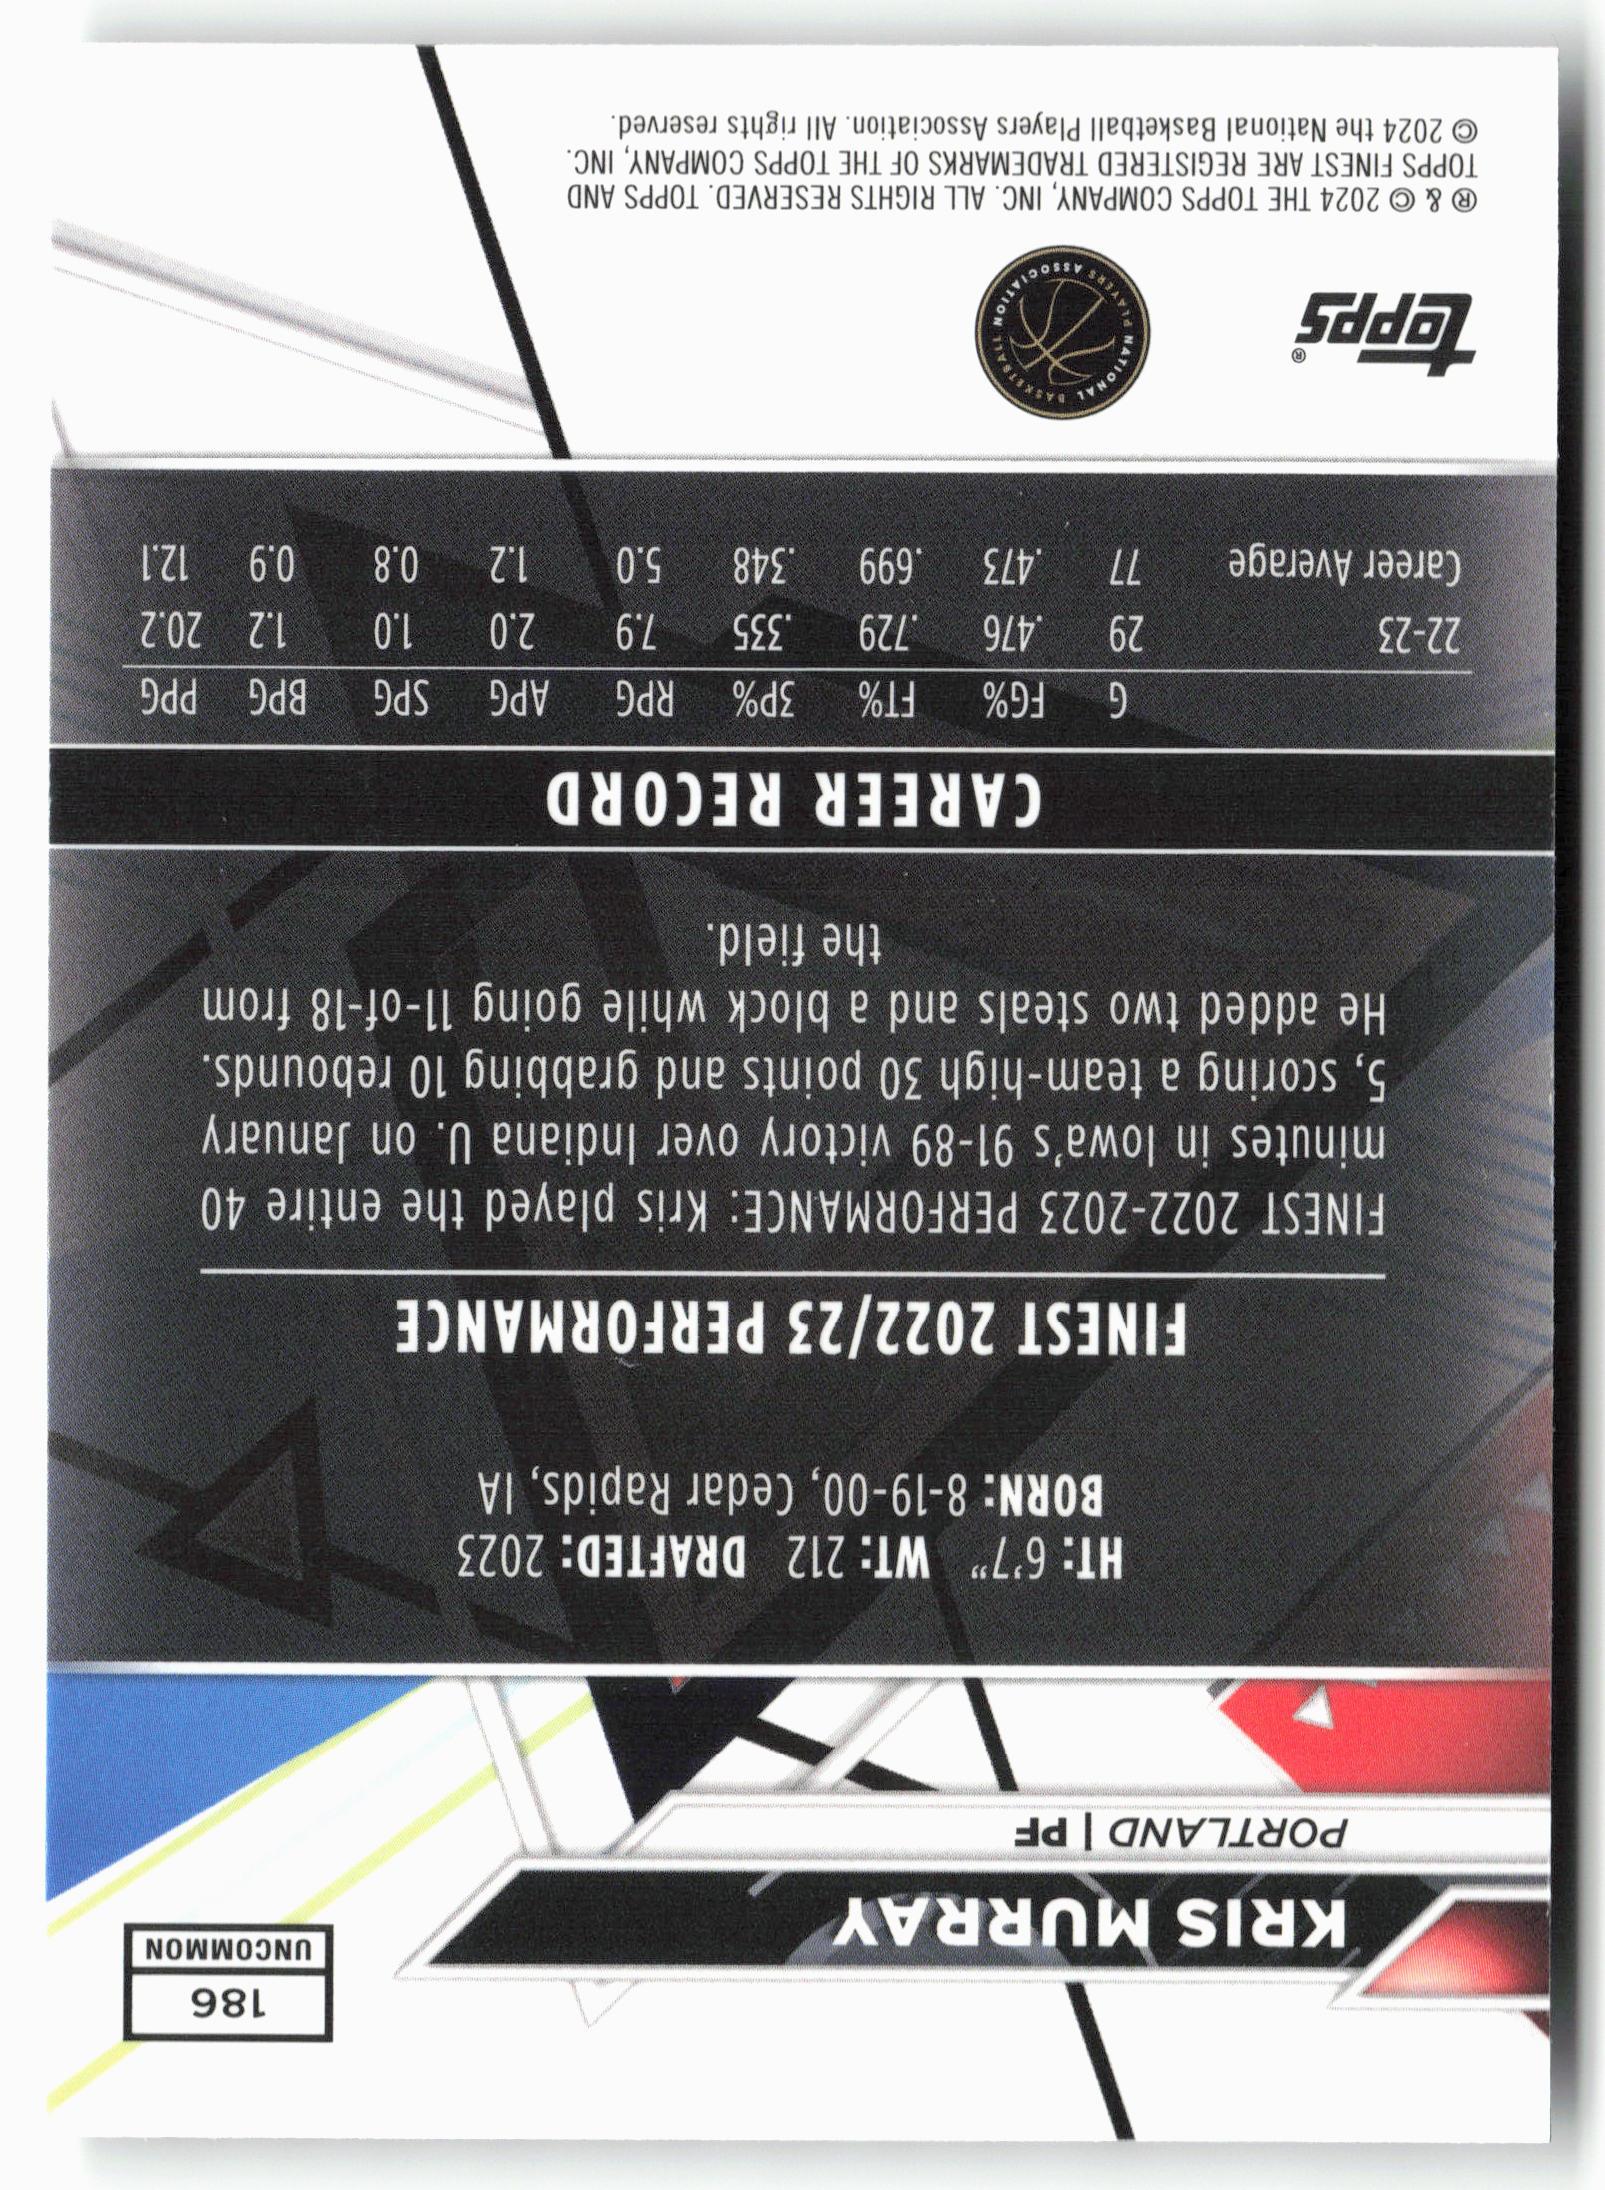 186
UNCOMMON
KRIS MURRAY
PORTLAND | PF
HT: 6'7" WT: 212 DRAFTED: 2023
BORN: 8-19-00, Cedar Rapids, IA
FINEST 2022/23 PERFORMANCE
FINEST 2022-2023 PERFORMANCE: Kris played the entire 40
minutes in Iowa's 91-89 victory over Indiana U. on January
5, scoring a team-high 30 points and grabbing 10 rebounds.
He added two steals and a block while going 11-of-18 from
the field.
CAREER RECORD
G FG% FT% 3P% RPG APG SPG BPG PPG
22-23 29 .476 .729 .335 7.9 2.0 1.0 1.2 20.2
Career Average 77 .473 .699 .348 5.0 1.2 0.8 0.9 12.1
topps®
NATIONAL BASKETBALL PLAYERS ASSOCIATION
® & © 2024 THE TOPPS COMPANY, INC. ALL RIGHTS RESERVED. TOPPS AND
TOPPS FINEST ARE REGISTERED TRADEMARKS OF THE TOPPS COMPANY, INC.
© 2024 the National Basketball Players Association. All rights reserved.